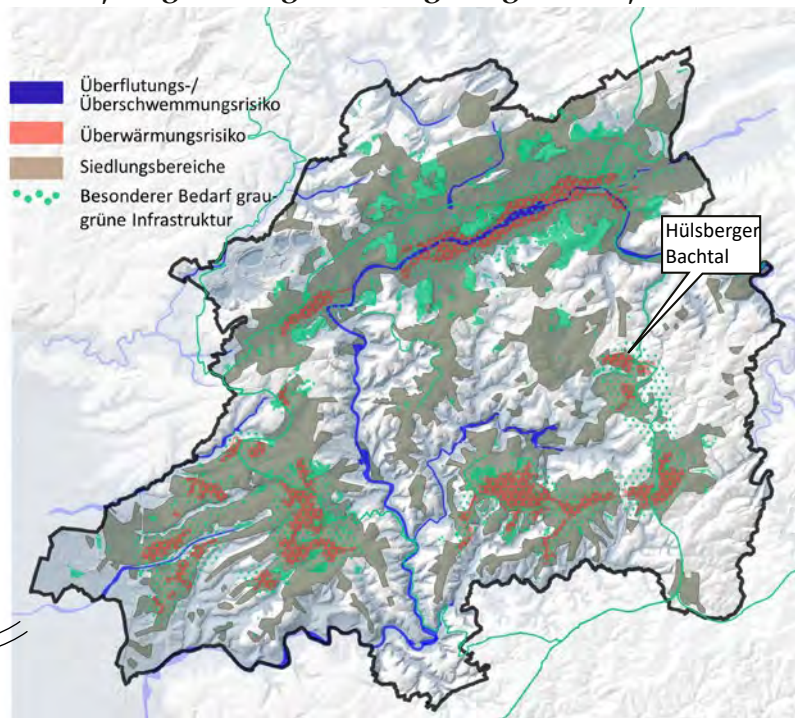 Überflutungs-/
Überschwemmungsrisiko
Überwärmungsrisiko
Siedlungsbereiche
Besonderer Bedarf grau-
grüne Infrastruktur
Hülsberger
Bachtal